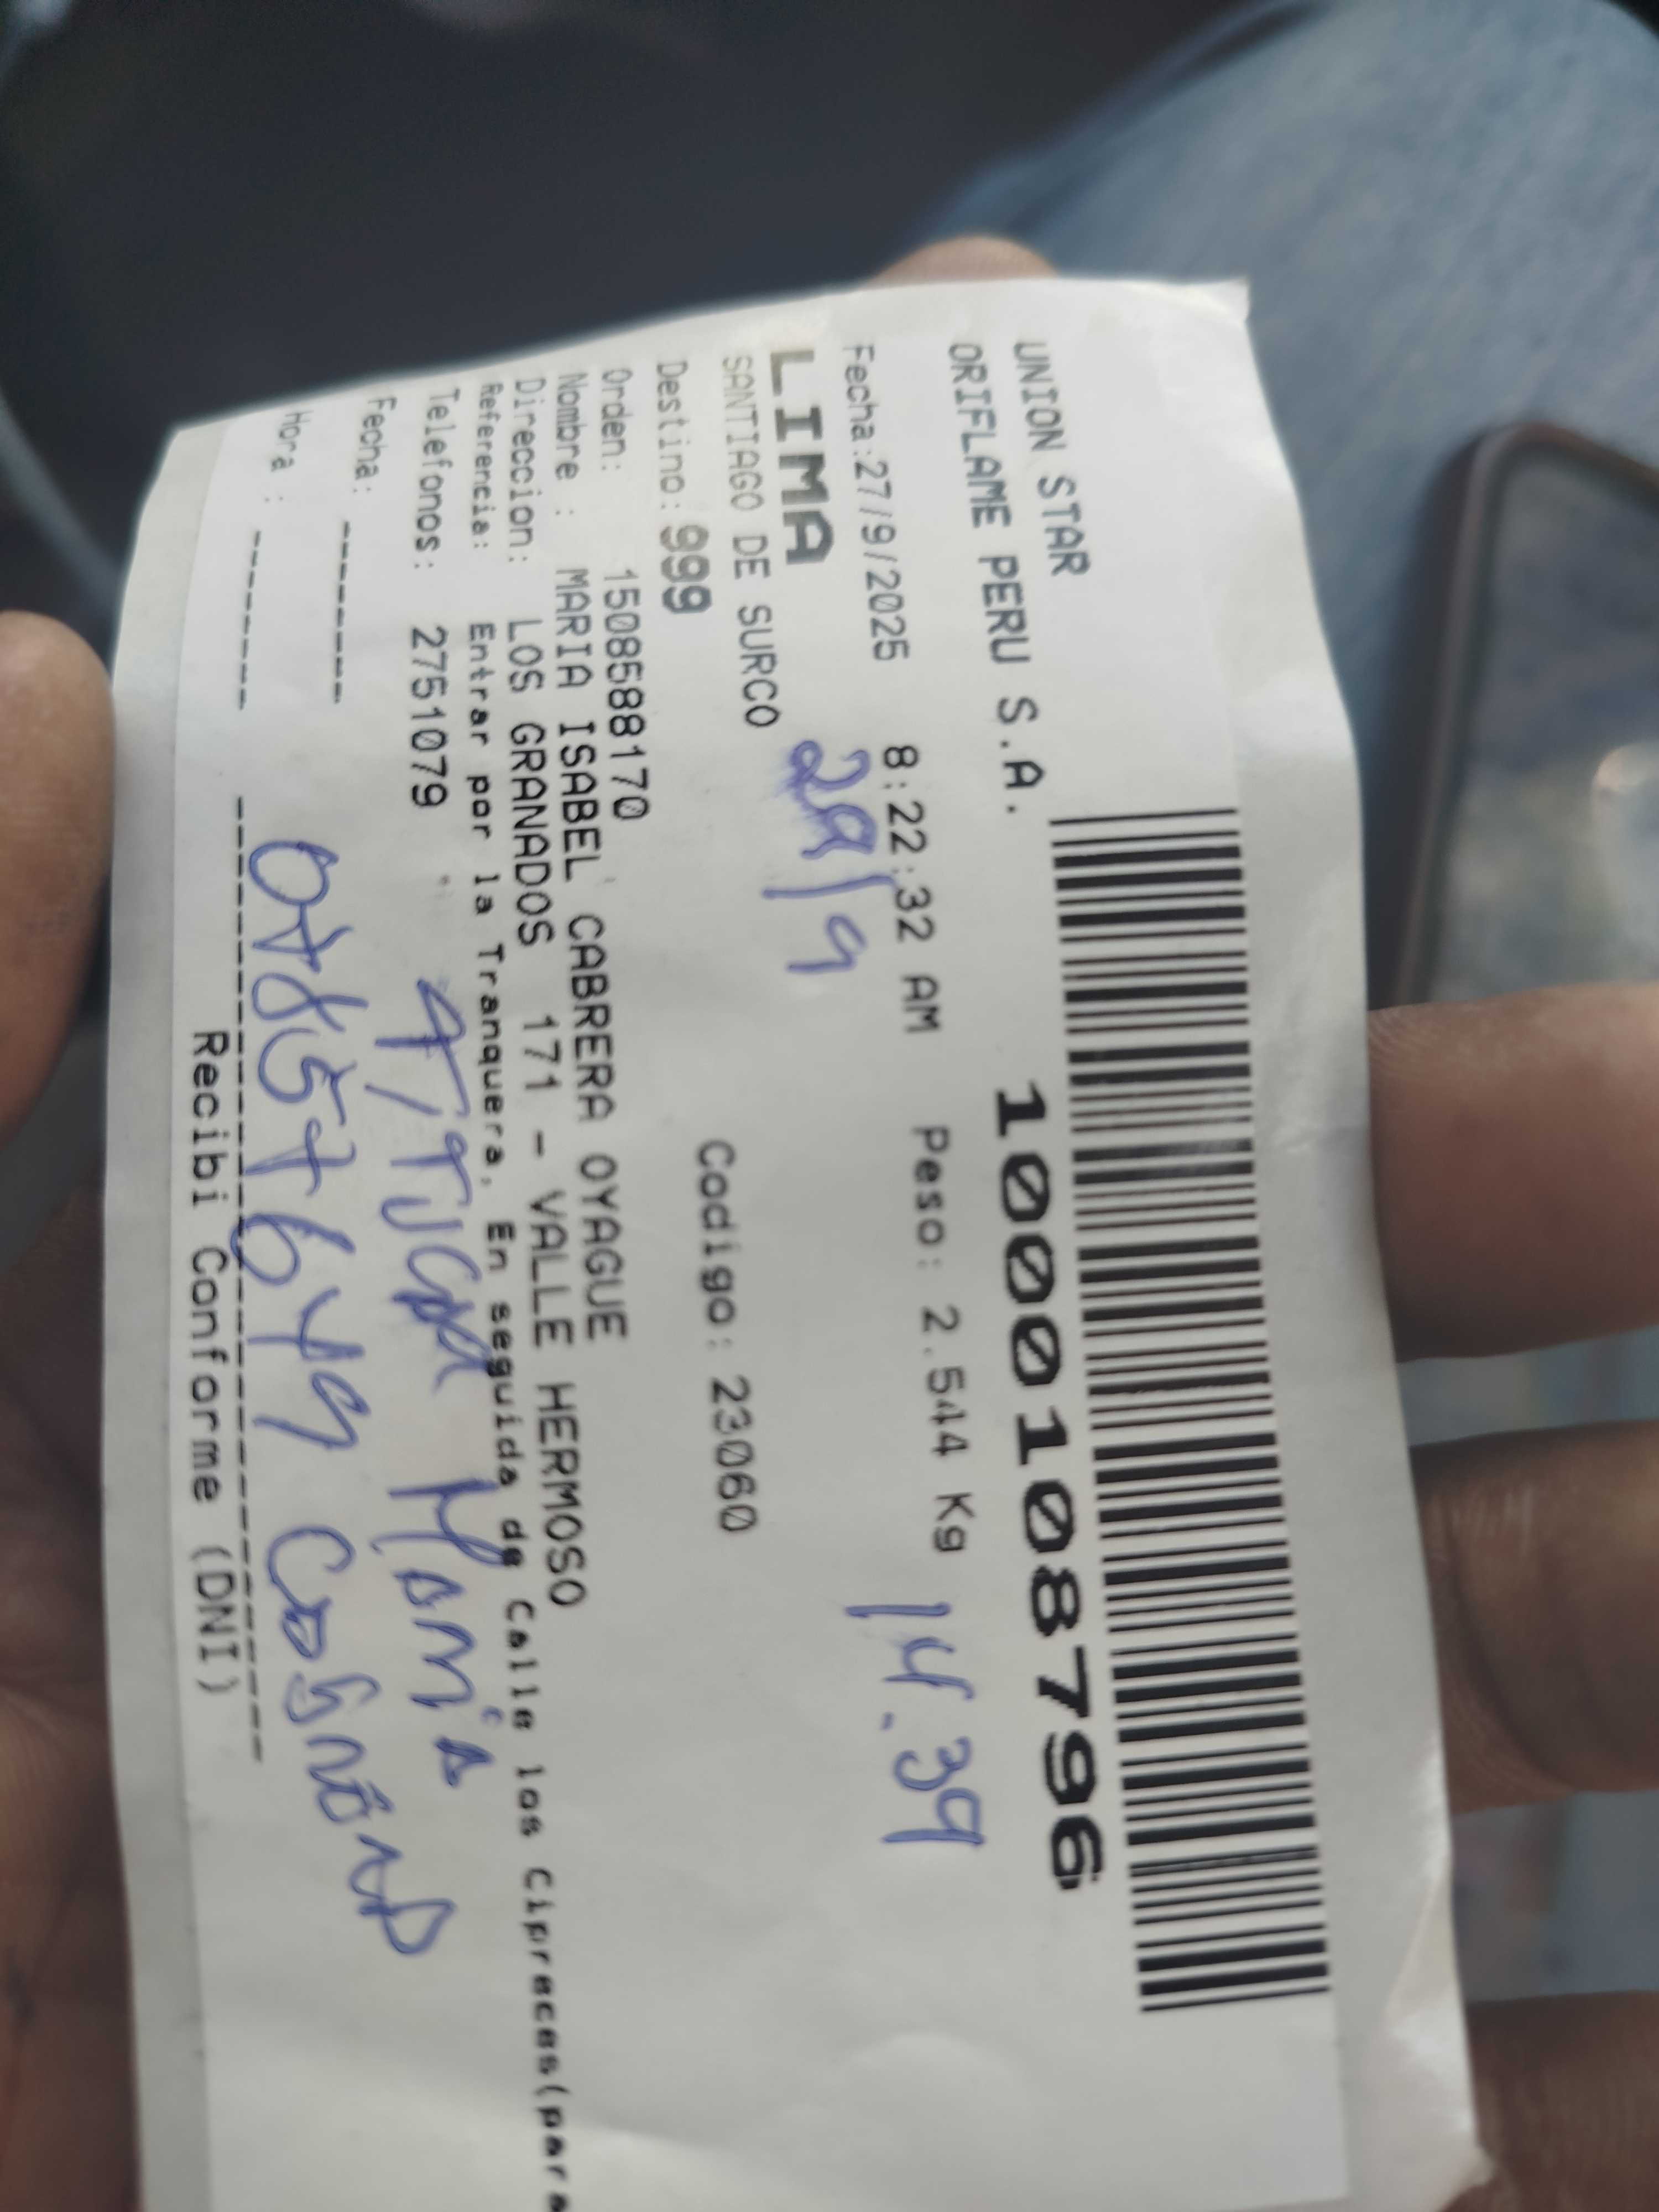 UNION STAR
ORIFLAME PERU S.A.
10001108796
Fecha:27/9/2025 8:22:32 AM Peso: 2.544 Kg
14.39
LIMA
29/9
SANTIAGO DE SURCO
Destino: 999 Codigo: 23060
Orden: 1508588170
Nombre : MARIA ISABEL CABRERA OYAGUE
Direccion: LOS GRANADOS 171 - VALLE HERMOSO
Referencia: Entrar por la Tranquera. En seguida de Calle los Cipreces(para
Telefonos: 2751079
Fecha:
Hora :
Recibi Conforme (DNI)